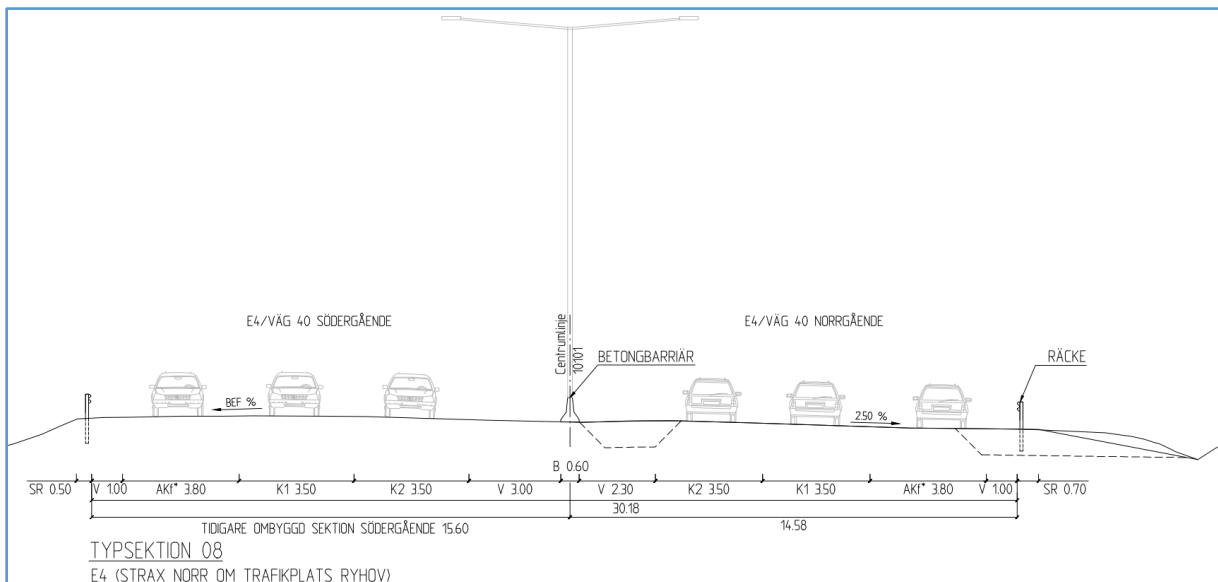 E4/VÄG 40 SÖDERGÅENDE
E4/VÄG 40 NORRGÅENDE
Centrumlinje
10101
BETONGBARRIÄR
RÄCKE
BEF %
2.50 %
B 0.60
SR 0.50
V 1.00
AKf* 3.80
K1 3.50
K2 3.50
V 3.00
V 2.30
K2 3.50
K1 3.50
AKf* 3.80
V 1.00
SR 0.70
30.18
TIDIGARE OMBYGGD SEKTION SÖDERGÅENDE 15.60
14.58
TYPSEKTION 08
E4 (STRAX NORR OM TRAFIKPLATS RYHOV)